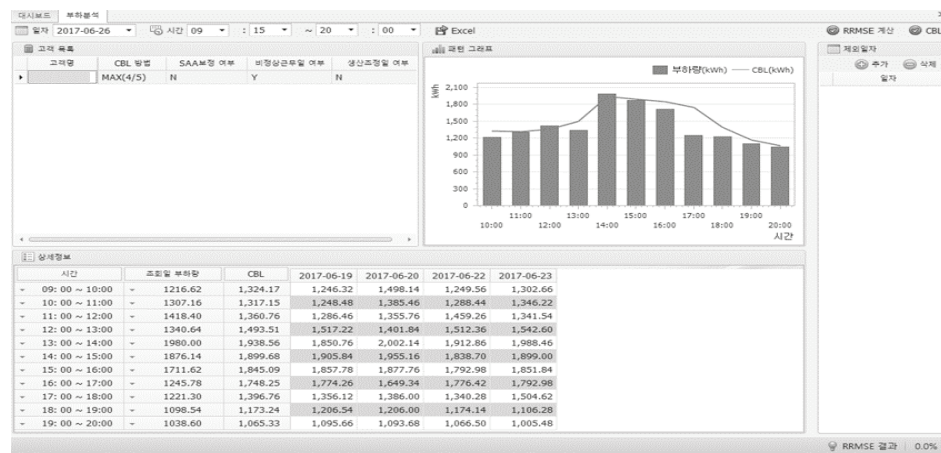 대시보드 부하분석
일자 2017-06-26 시간 09 : 15 ~ 20 : 00 Excel RRMSE 계산 CBL
고객 목록
고객명 CBL 방법 SAA보정 여부 비정상근무일 여부 생산조정일 여부
MAX(4/5) N Y N
패턴 그래프
부하량(kWh) CBL(kWh)
kWh
2,100
1,800
1,500
1,200
900
600
300
0
11:00 13:00 15:00 17:00 19:00
10:00 12:00 14:00 16:00 18:00 20:00
시간
제외일자
추가 삭제
일자
상세정보
시간 조회일 부하량 CBL 2017-06-19 2017-06-20 2017-06-22 2017-06-23
09: 00 ~ 10:00 1216.62 1,324.17 1,246.32 1,498.14 1,249.56 1,302.66
10: 00 ~ 11:00 1307.16 1,317.15 1,248.48 1,385.46 1,288.44 1,346.22
11: 00 ~ 12:00 1418.40 1,360.76 1,286.46 1,355.76 1,459.26 1,341.54
12: 00 ~ 13:00 1340.64 1,493.51 1,517.22 1,401.84 1,512.36 1,542.60
13: 00 ~ 14:00 1980.00 1,938.56 1,850.76 2,002.14 1,912.86 1,988.46
14: 00 ~ 15:00 1876.14 1,899.68 1,905.84 1,955.16 1,838.70 1,899.00
15: 00 ~ 16:00 1711.62 1,845.09 1,857.78 1,877.76 1,792.98 1,851.84
16: 00 ~ 17:00 1245.78 1,748.25 1,774.26 1,649.34 1,776.42 1,792.98
17: 00 ~ 18:00 1221.30 1,396.76 1,356.12 1,386.00 1,340.28 1,504.62
18: 00 ~ 19:00 1098.54 1,173.24 1,206.54 1,206.00 1,174.14 1,106.28
19: 00 ~ 20:00 1038.60 1,065.33 1,095.66 1,093.68 1,066.50 1,005.48
RRMSE 결과 0.0%